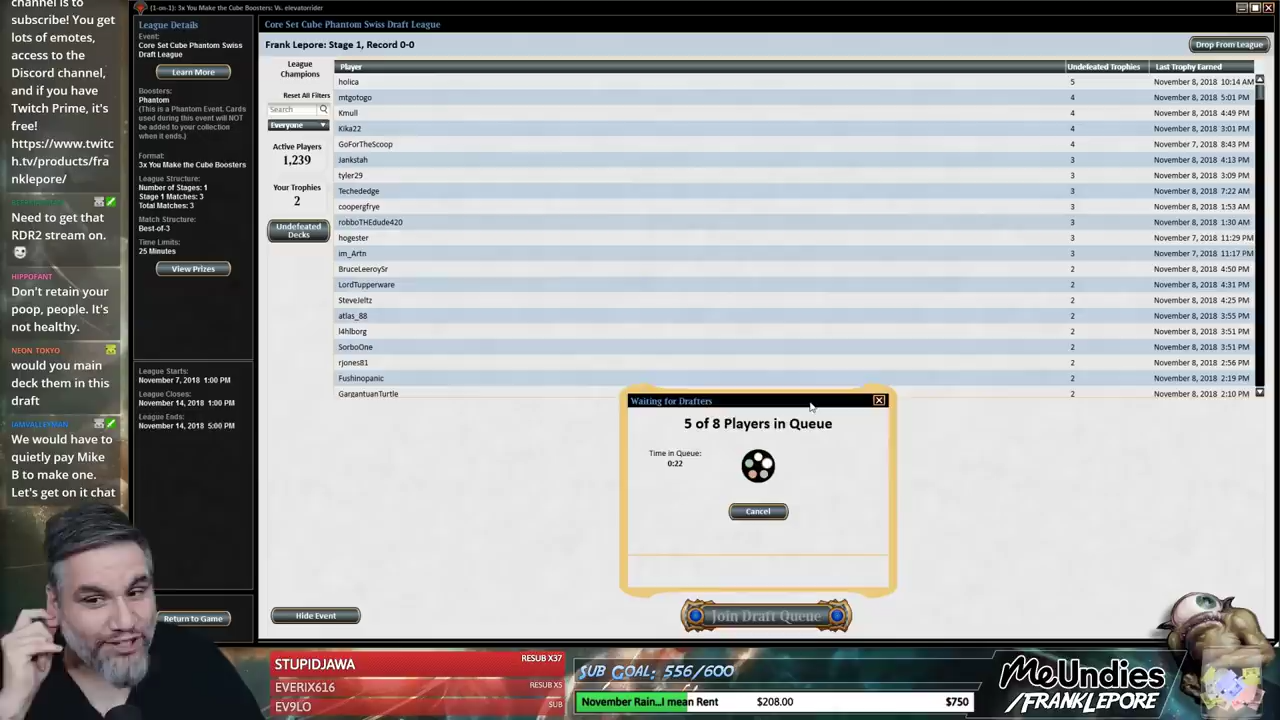 channel is to
subscribe! You get
lots of emotes,
access to the
Discord channel,
and if you have
Twitch Prime, it's
free!
https://www.twitc
h.tv/products/fra
nklepore/
Need to get that
RDR2 stream on.
HIPPOFANT
Don't retain your
poop, people. It's
not healthy.
NEON TOKYO
would you main
deck them in this
draft
IAMVALLEYMAN
We would have to
quietly pay Mike
B to make one.
Let's get on it chat
[1-on-1]: 3x You Make the Cube Boosters: Vs. elevatorrider
League Details
Event:
Core Set Cube Phantom Swiss
Draft League
Learn More
Boosters:
Phantom
(This is a Phantom Event. Cards
used during this event will NOT
be added to your collection
when it ends.)
Format:
3x You Make the Cube Boosters
League Structure:
Number of Stages: 1
Stage 1 Matches: 3
Total Matches: 3
Match Structure:
Best-of-3
Time Limits:
25 Minutes
View Prizes
League Starts:
November 7, 2018 1:00 PM
League Closes:
November 14, 2018 1:00 PM
League Ends:
November 14, 2018 5:00 PM
Return to Game
Core Set Cube Phantom Swiss Draft League
Frank Lepore: Stage 1, Record 0-0
Drop From League
League
Champions
Reset All Filters
Search
Everyone
Active Players
1,239
Your Trophies
2
Undefeated
Decks
Player Undefeated Trophies Last Trophy Earned
holica 5 November 8, 2018 10:14 AM
mtgotogo 4 November 8, 2018 5:01 PM
Kmull 4 November 8, 2018 4:49 PM
Kika22 4 November 8, 2018 3:01 PM
GoForTheScoop 4 November 7, 2018 8:43 PM
Jankstah 3 November 8, 2018 4:13 PM
tyler29 3 November 8, 2018 3:09 PM
Techededge 3 November 8, 2018 7:22 AM
coopergfrye 3 November 8, 2018 1:53 AM
robboTHEdude420 3 November 8, 2018 1:30 AM
hogester 3 November 7, 2018 11:29 PM
im_Artn 3 November 7, 2018 11:17 PM
BruceLeeroySr 2 November 8, 2018 4:50 PM
LordTupperware 2 November 8, 2018 4:31 PM
SteveJeltz 2 November 8, 2018 4:25 PM
atlas_88 2 November 8, 2018 3:55 PM
l4hlborg 2 November 8, 2018 3:51 PM
SorboOne 2 November 8, 2018 3:51 PM
rjones81 2 November 8, 2018 2:56 PM
Fushinopanic 2 November 8, 2018 2:19 PM
GargantuanTurtle 2 November 8, 2018 2:10 PM
Waiting for Drafters
5 of 8 Players in Queue
Time in Queue:
0:22
Cancel
Hide Event
Join Draft Queue
STUPIDJAWA RESUB X37
EVERIX616 RESUB X5
EV9LO SUB
SUB GOAL: 556/600
November Rain...I mean Rent $208.00 $750
MeUndies
/FRANKLEPORE